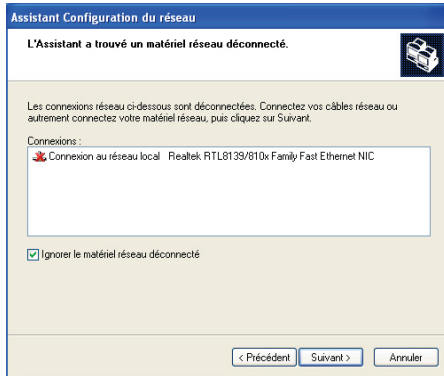 Assistant Configuration du réseau
L'Assistant a trouvé un matériel réseau déconnecté.
Les connexions réseau ci-dessous sont déconnectées. Connectez vos câbles réseau ou
autrement connectez votre matériel réseau, puis cliquez sur Suivant.
Connexions :
Connexion au réseau local Realtek RTL8139/810x Family Fast Ethernet NIC
Ignorer le matériel réseau déconnecté
< Précédent Suivant > Annuler